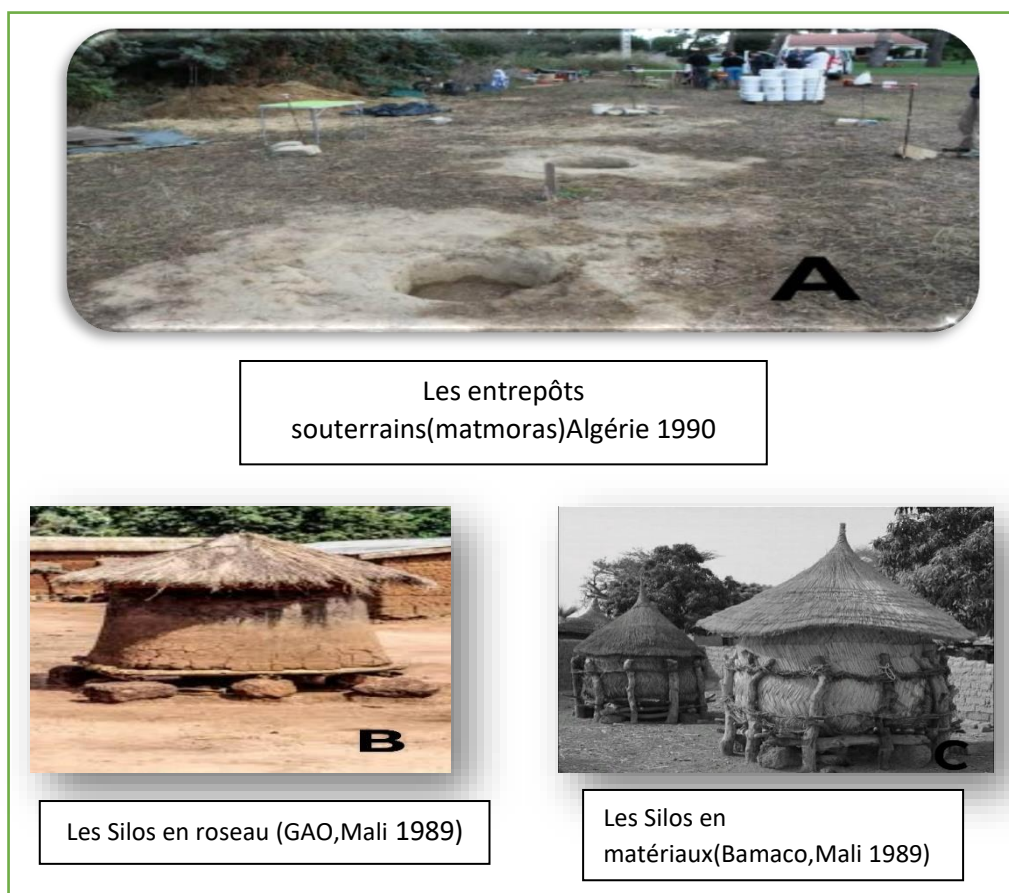 A
Les entrepôts
souterrains(matmoras)Algérie 1990
B
C
Les Silos en roseau (GAO,Mali 1989)
Les Silos en
matériaux(Bamaco,Mali 1989)